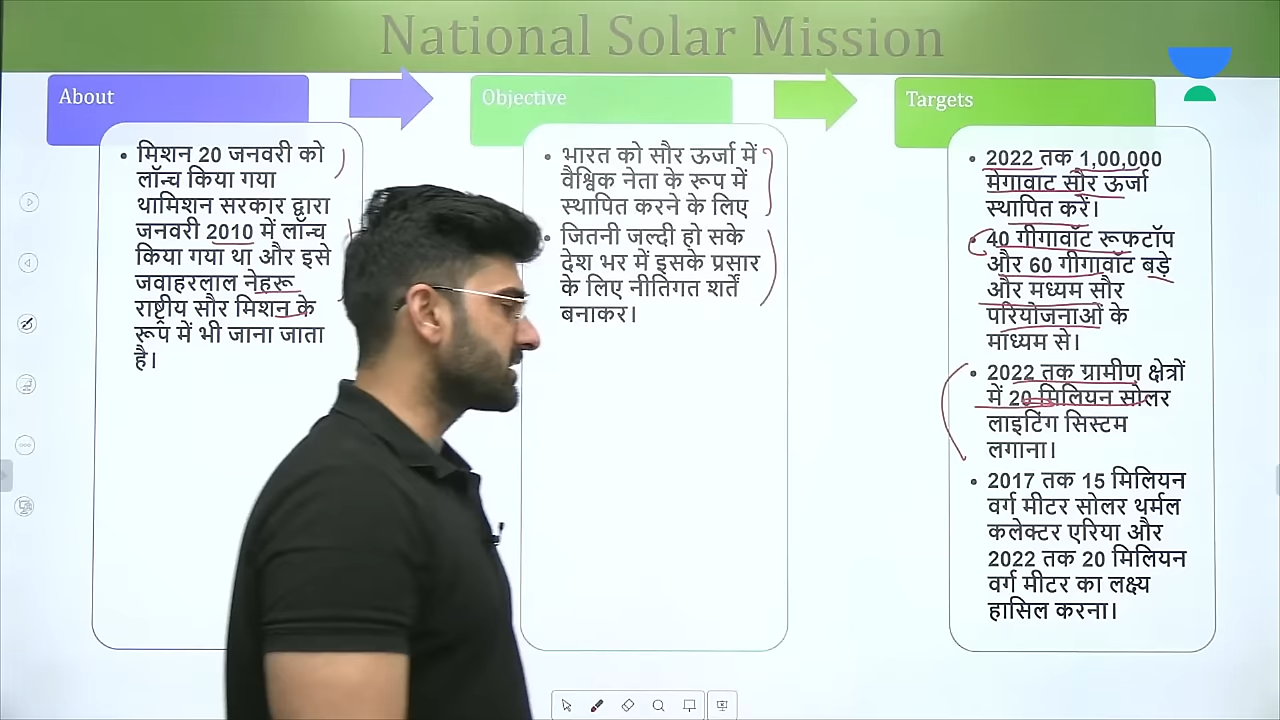 National Solar Mission
About
मिशन 20 जनवरी को
लॉन्च किया गया
थामिशन सरकार द्वारा
जनवरी 2010 में लॉन्च
किया गया था और इसे
जवाहरलाल नेहरू
राष्ट्रीय सौर मिशन के
रूप में भी जाना जाता
है।
Objective
भारत को सौर ऊर्जा में
वैश्विक नेता के रूप में
स्थापित करने के लिए
जितनी जल्दी हो सके
देश भर में इसके प्रसार
के लिए नीतिगत शर्तें
बनाकर।
Targets
2022 तक 1,00,000
मेगावाट सौर ऊर्जा
स्थापित करें।
40 गीगावॉट रूफटॉप
और 60 गीगावॉट बड़े
और मध्यम सौर
परियोजनाओं के
माध्यम से।
2022 तक ग्रामीण क्षेत्रों
में 20 मिलियन सोलर
लाइटिंग सिस्टम
लगाना।
2017 तक 15 मिलियन
वर्ग मीटर सोलर थर्मल
कलेक्टर एरिया और
2022 तक 20 मिलियन
वर्ग मीटर का लक्ष्य
हासिल करना।